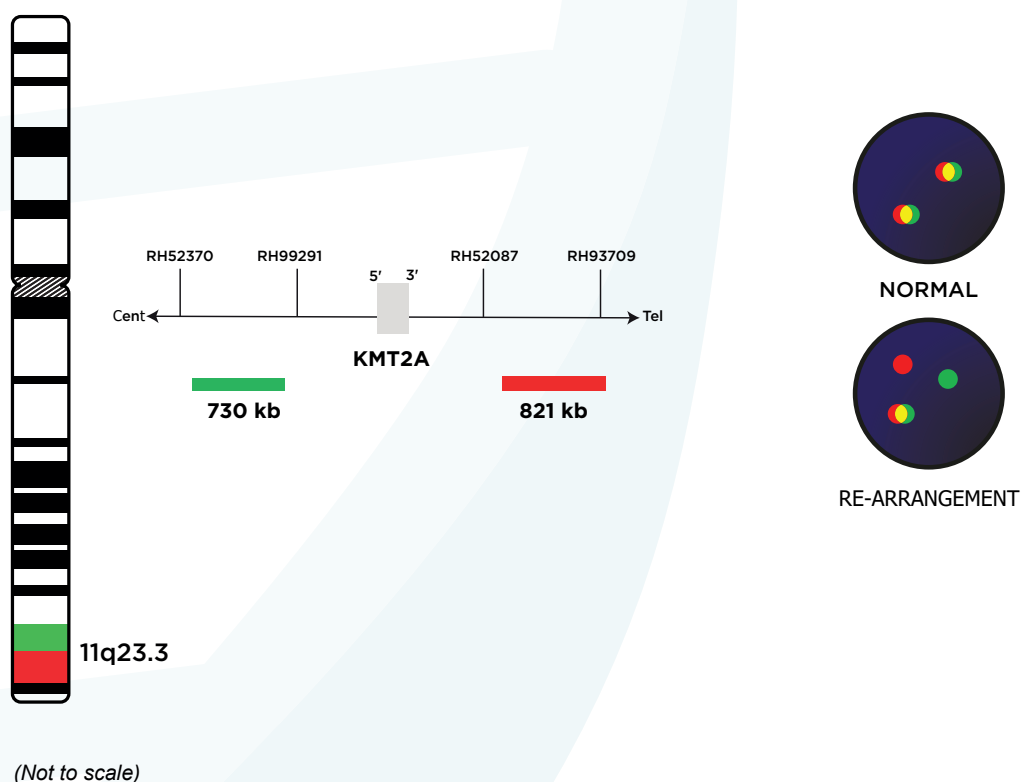 RH52370 RH99291 RH52087 RH93709
5' 3'
Cent Tel
KMT2A
730 kb 821 kb
11q23.3
(Not to scale)
NORMAL
RE-ARRANGEMENT